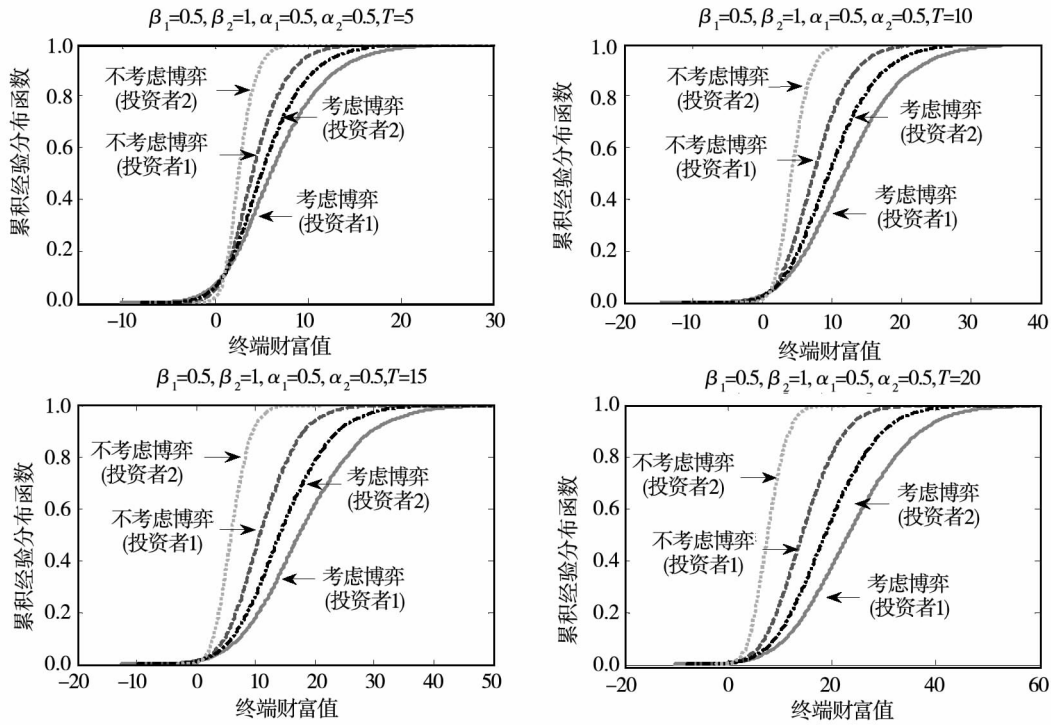 β₁=0.5, β₂=1, α₁=0.5, α₂=0.5,T=5
累积经验分布函数
1.0
0.8
0.6
0.4
0.2
0.0
不考虑博弈
(投资者2)
考虑博弈
(投资者2)
不考虑博弈
(投资者1)
考虑博弈
(投资者1)
−10 0 10 20 30
终端财富值
β₁=0.5, β₂=1, α₁=0.5, α₂=0.5,T=10
累积经验分布函数
1.0
0.8
0.6
0.4
0.2
0.0
不考虑博弈
(投资者2)
考虑博弈
(投资者2)
不考虑博弈
(投资者1)
考虑博弈
(投资者1)
−20 −10 0 10 20 30 40
终端财富值
β₁=0.5, β₂=1, α₁=0.5, α₂=0.5,T=15
累积经验分布函数
1.0
0.8
0.6
0.4
0.2
0.0
不考虑博弈
(投资者2)
考虑博弈
(投资者2)
不考虑博弈
(投资者1)
考虑博弈
(投资者1)
−20 −10 0 10 20 30 40 50
终端财富值
β₁=0.5, β₂=1, α₁=0.5, α₂=0.5,T=20
累积经验分布函数
1.0
0.8
0.6
0.4
0.2
0.0
不考虑博弈
(投资者2)
考虑博弈
(投资者2)
不考虑博弈
(投资者1)
考虑博弈
(投资者1)
−20 0 20 40 60
终端财富值